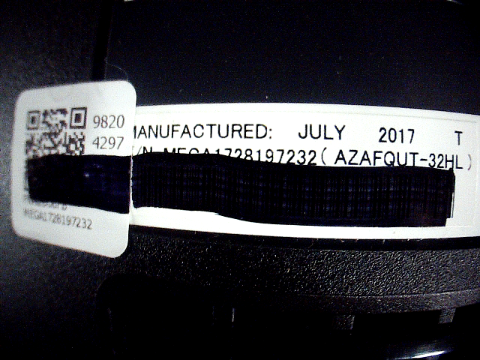 9820
4297
MEGA1728197232
MANUFACTURED: JULY 2017 T
S/N MEGA1728197232( AZAFQUT-32HL)